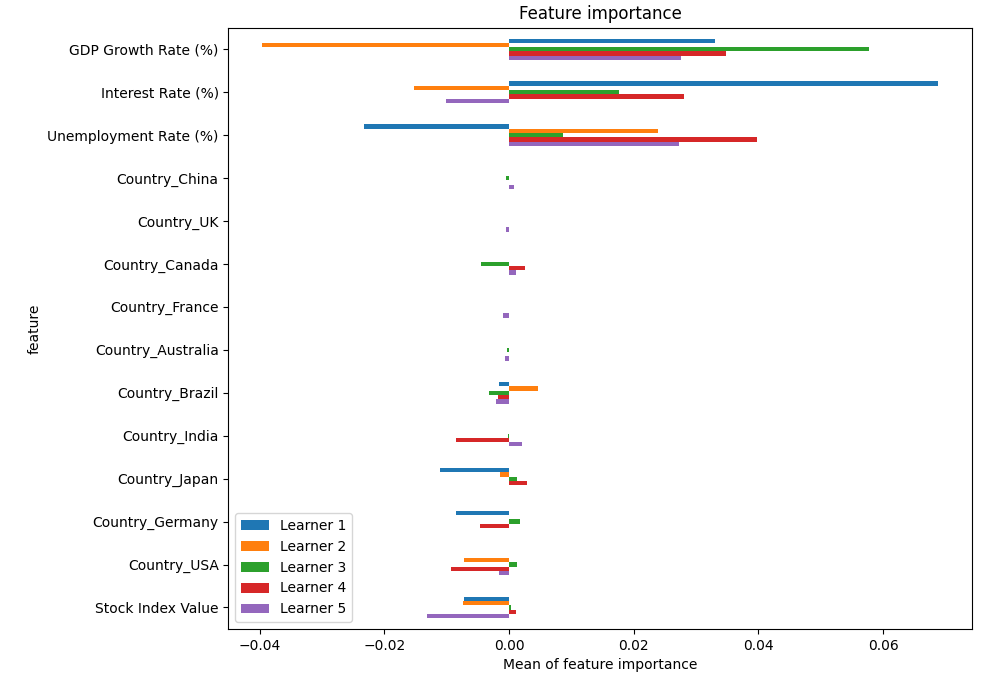 Feature importance
GDP Growth Rate (%)
Interest Rate (%)
Unemployment Rate (%)
Country_China
Country_UK
Country_Canada
Country_France
Country_Australia
Country_Brazil
Country_India
Country_Japan
Country_Germany
Country_USA
Stock Index Value
feature
Learner 1
Learner 2
Learner 3
Learner 4
Learner 5
−0.04 −0.02 0.00 0.02 0.04 0.06
Mean of feature importance